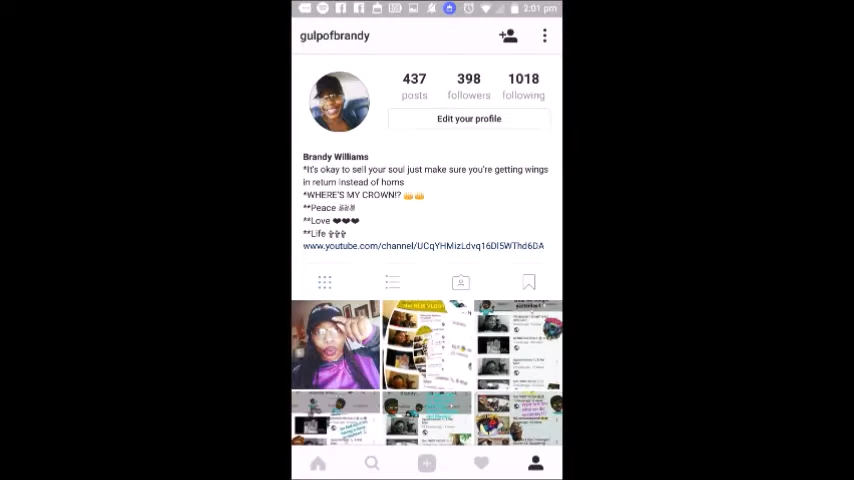 2:01 pm
gulpofbrandy
437 398 1018
posts followers following
Edit your profile
Brandy Williams
*It's okay to sell your soul just make sure you're getting wings
in return instead of horns
*WHERE'S MY CROWN!? 👑👑
**Peace ✌✌✌
**Love ❤❤❤
**Life
www.youtube.com/channel/UCqYHMizLdvq16Dl5WThd6DA